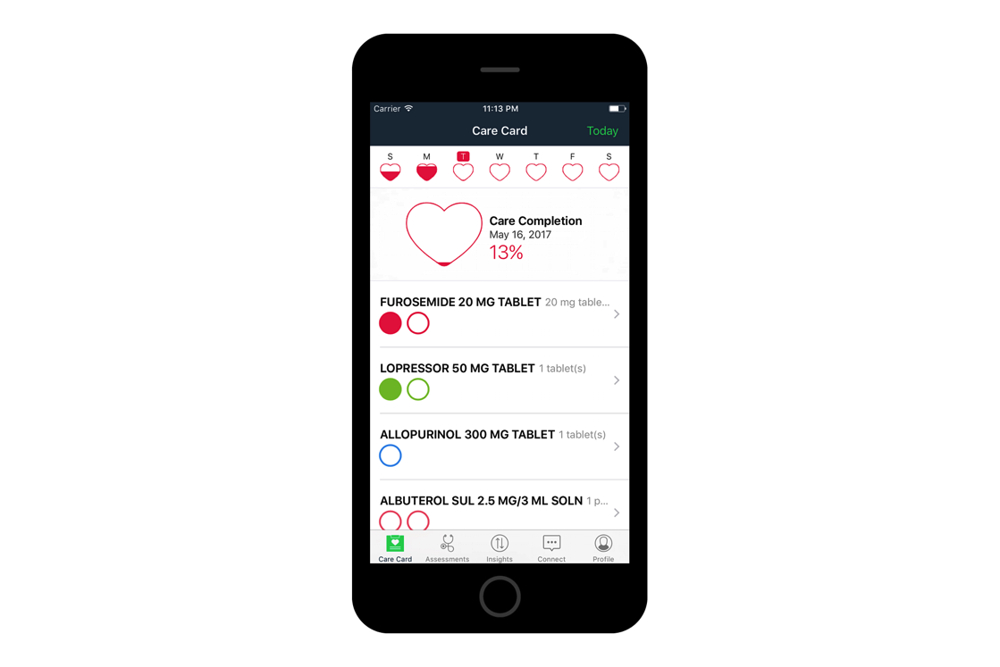 Carrier 11:13 PM
Care Card Today
S M T W T F S
Care Completion
May 16, 2017
13%
FUROSEMIDE 20 MG TABLET 20 mg table...
LOPRESSOR 50 MG TABLET 1 tablet(s)
ALLOPURINOL 300 MG TABLET 1 tablet(s)
ALBUTEROL SUL 2.5 MG/3 ML SOLN 1 p...
Care Card Assessments Insights Connect Profile